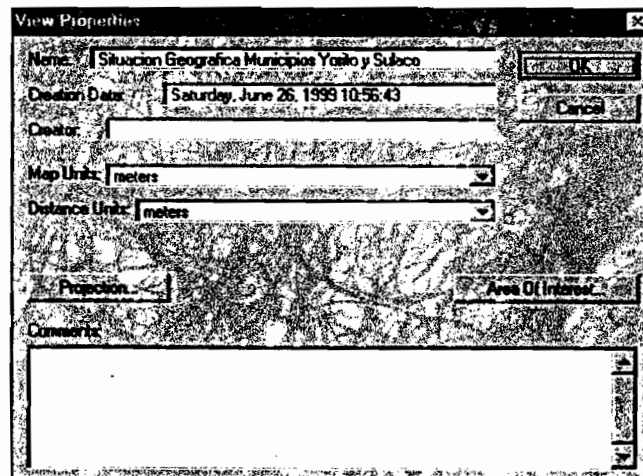 View Properties
Name: Situacion Geografica Municipios Yorito y Sulaco
OK
Creation Date: Saturday, June 26, 1999 10:56:43
Cancel
Creator:
Map Units: meters
Distance Units: meters
Projection...
Area Of Interest...
Comments: